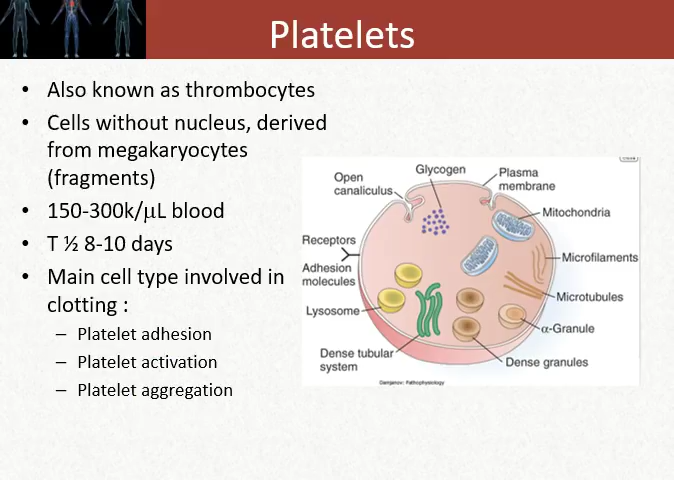 Platelets
• Also known as thrombocytes
• Cells without nucleus, derived
from megakaryocytes
(fragments)
• 150-300k/μL blood
• T ½ 8-10 days
• Main cell type involved in
clotting :
– Platelet adhesion
– Platelet activation
– Platelet aggregation
Glycogen
Open
canaliculus
Plasma
membrane
Mitochondria
Receptors
Adhesion
molecules
Microfilaments
Microtubules
Lysosome
α-Granule
Dense tubular
system
Dense granules
Damjanov: Pathophysiology